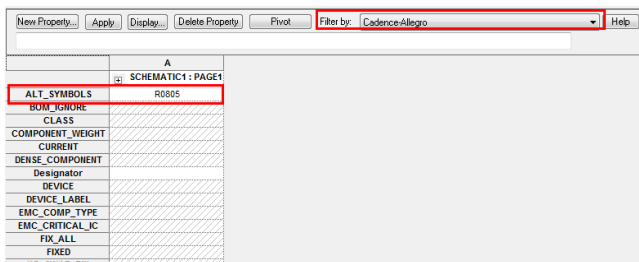 New Property... Apply Display... Delete Property Pivot Filter by: Cadence-Allegro Help
A
SCHEMATIC1 : PAGE1
ALT_SYMBOLS R0805
BOM_IGNORE
CLASS
COMPONENT_WEIGHT
CURRENT
DENSE_COMPONENT
Designator
DEVICE
DEVICE_LABEL
EMC_COMP_TYPE
EMC_CRITICAL_IC
FIX_ALL
FIXED